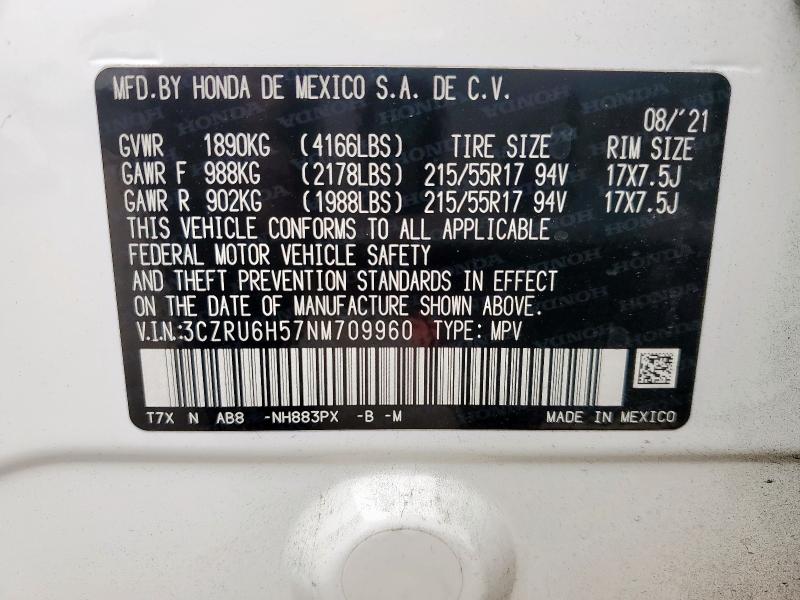 MFD.BY HONDA DE MEXICO S.A. DE C.V.
08/'21
GVWR 1890KG (4166LBS) TIRE SIZE RIM SIZE
GAWR F 988KG (2178LBS) 215/55R17 94V 17X7.5J
GAWR R 902KG (1988LBS) 215/55R17 94V 17X7.5J
THIS VEHICLE CONFORMS TO ALL APPLICABLE
FEDERAL MOTOR VEHICLE SAFETY
AND THEFT PREVENTION STANDARDS IN EFFECT
ON THE DATE OF MANUFACTURE SHOWN ABOVE.
V.I.N.:3CZRU6H57NM709960 TYPE: MPV
T7X N AB8 -NH883PX -B -M MADE IN MEXICO